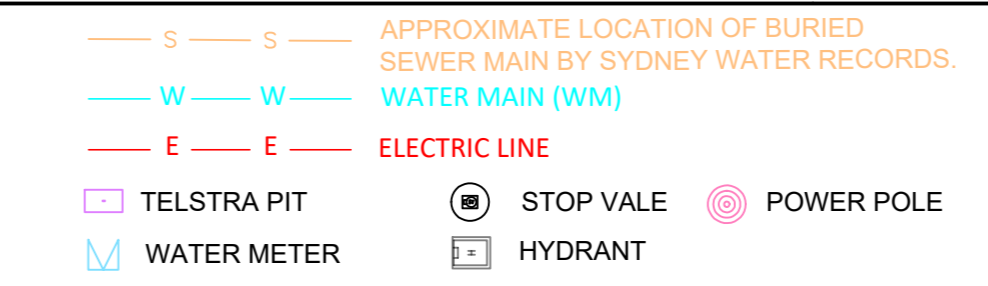 S S APPROXIMATE LOCATION OF BURIED
SEWER MAIN BY SYDNEY WATER RECORDS.
W W WATER MAIN (WM)
E E ELECTRIC LINE
TELSTRA PIT STOP VALE POWER POLE
WATER METER HYDRANT